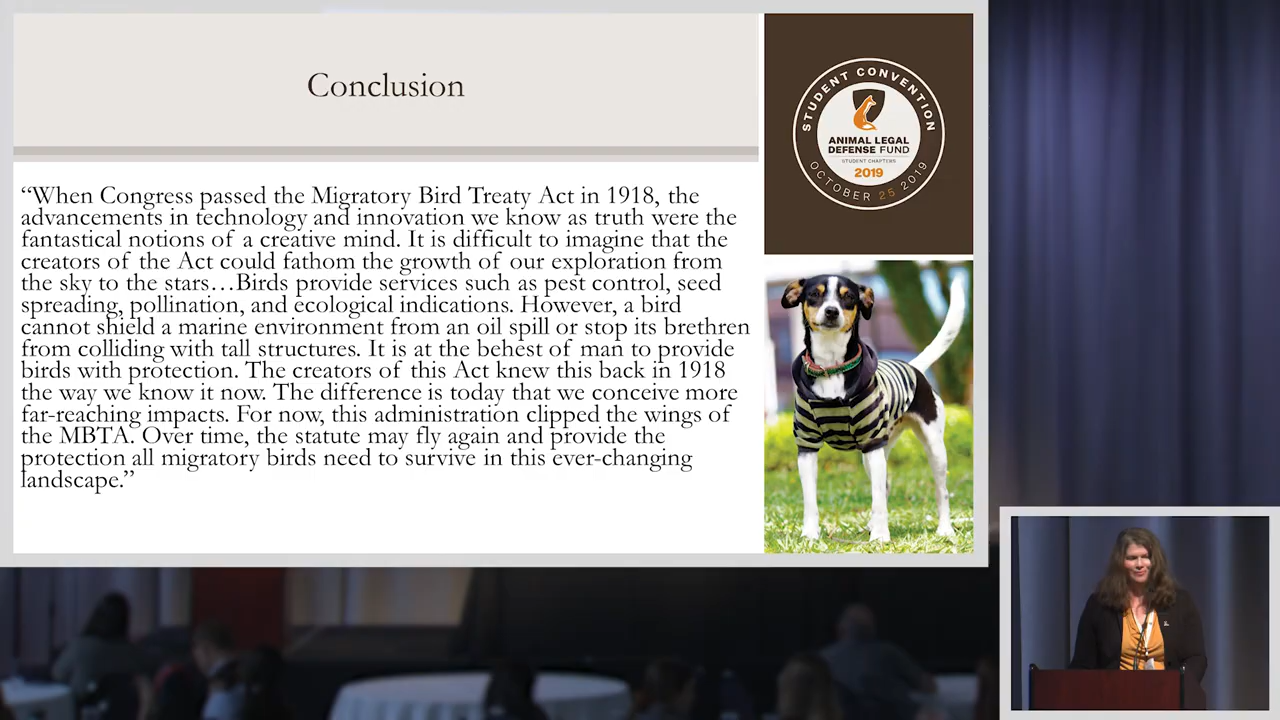 Conclusion
“When Congress passed the Migratory Bird Treaty Act in 1918, the
advancements in technology and innovation we know as truth were the
fantastical notions of a creative mind. It is difficult to imagine that the
creators of the Act could fathom the growth of our exploration from
the sky to the stars…Birds provide services such as pest control, seed
spreading, pollination, and ecological indications. However, a bird
cannot shield a marine environment from an oil spill or stop its brethren
from colliding with tall structures. It is at the behest of man to provide
birds with protection. The creators of this Act knew this back in 1918
the way we know it now. The difference is today that we conceive more
far-reaching impacts. For now, this administration clipped the wings of
the MBTA. Over time, the statute may fly again and provide the
protection all migratory birds need to survive in this ever-changing
landscape.”
STUDENT CONVENTION
ANIMAL LEGAL
DEFENSE FUND
STUDENT CHAPTERS
2019
OCTOBER 25 2019